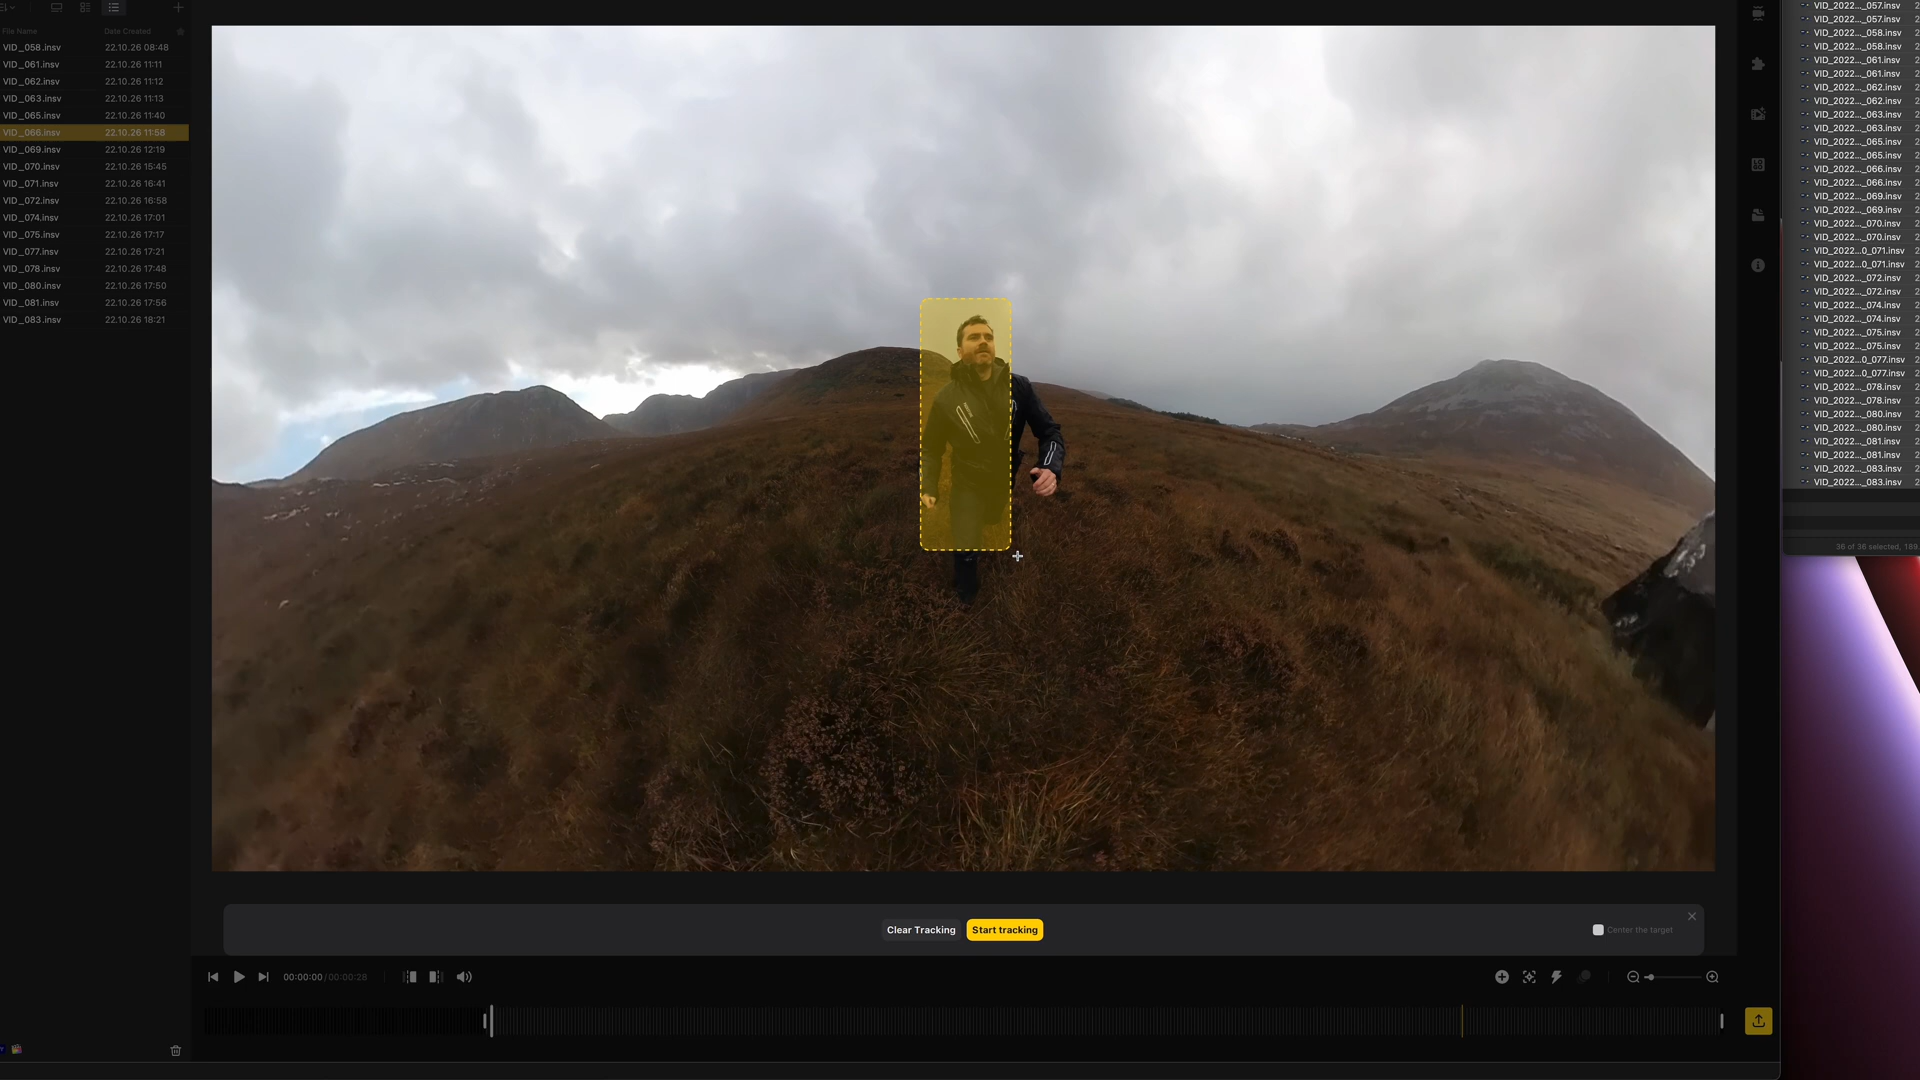 File Name Date Created
VID_058.insv 22.10.26 08:48
VID_061.insv 22.10.26 11:11
VID_062.insv 22.10.26 11:12
VID_063.insv 22.10.26 11:13
VID_065.insv 22.10.26 11:40
VID_066.insv 22.10.26 11:58
VID_069.insv 22.10.26 12:19
VID_070.insv 22.10.26 15:45
VID_071.insv 22.10.26 16:41
VID_072.insv 22.10.26 16:58
VID_074.insv 22.10.26 17:01
VID_075.insv 22.10.26 17:17
VID_077.insv 22.10.26 17:21
VID_078.insv 22.10.26 17:48
VID_080.insv 22.10.26 17:50
VID_081.insv 22.10.26 17:56
VID_083.insv 22.10.26 18:21
Clear Tracking Start tracking Center the target
00:00:00/00:00:28
VID_2022..._057.insv
VID_2022..._057.insv
VID_2022..._058.insv
VID_2022..._058.insv
VID_2022..._061.insv
VID_2022..._061.insv
VID_2022..._062.insv
VID_2022..._062.insv
VID_2022..._063.insv
VID_2022..._063.insv
VID_2022..._065.insv
VID_2022..._065.insv
VID_2022..._066.insv
VID_2022..._066.insv
VID_2022..._069.insv
VID_2022..._069.insv
VID_2022..._070.insv
VID_2022..._070.insv
VID_2022...0_071.insv
VID_2022...0_071.insv
VID_2022..._072.insv
VID_2022..._072.insv
VID_2022..._074.insv
VID_2022..._074.insv
VID_2022..._075.insv
VID_2022..._075.insv
VID_2022...0_077.insv
VID_2022...0_077.insv
VID_2022..._078.insv
VID_2022..._078.insv
VID_2022..._080.insv
VID_2022..._080.insv
VID_2022..._081.insv
VID_2022..._081.insv
VID_2022..._083.insv
VID_2022..._083.insv
36 of 36 selected, 189.